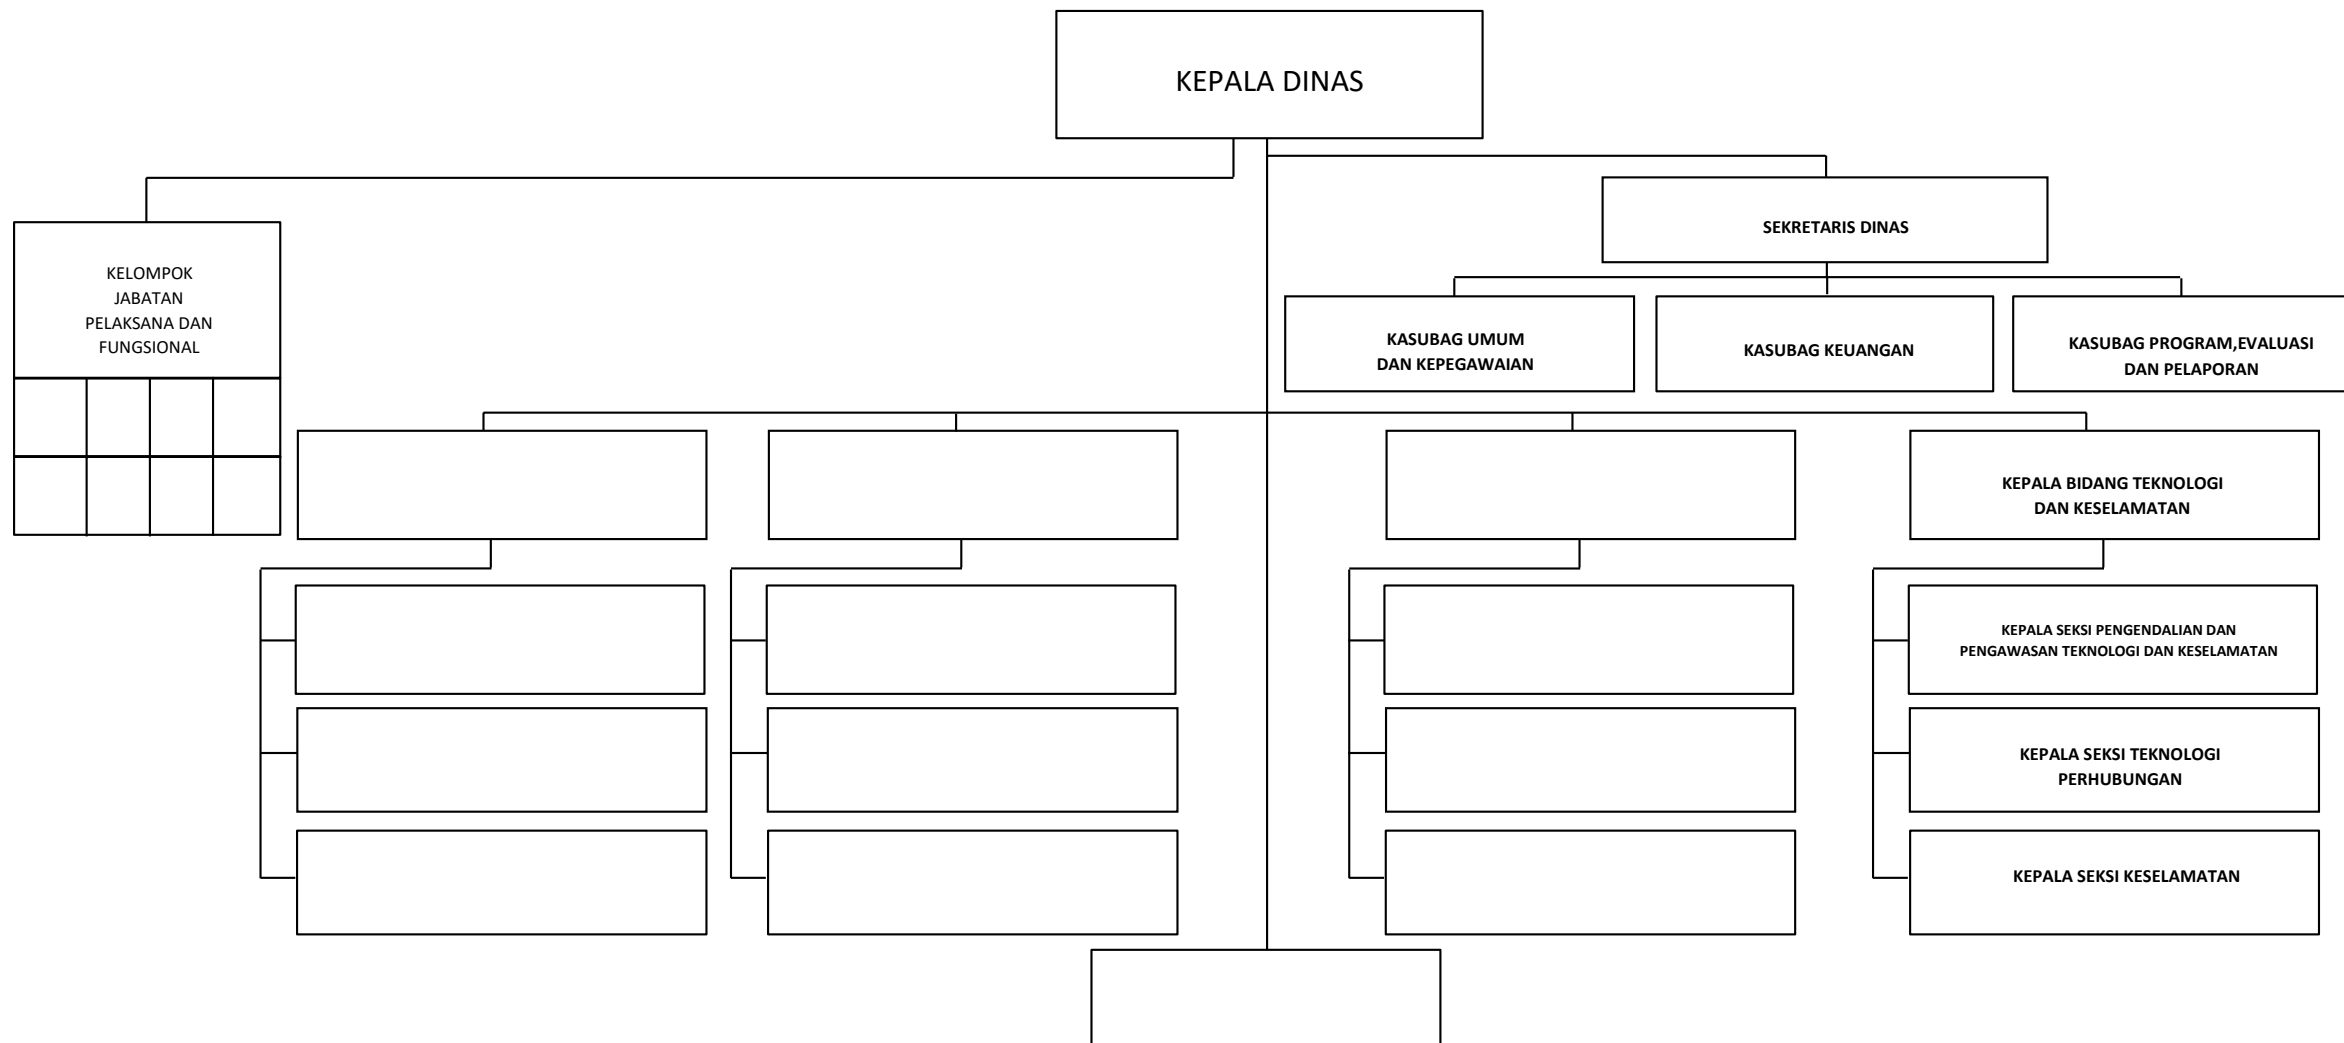 KEPALA DINAS
SEKRETARIS DINAS
KELOMPOK
JABATAN
PELAKSANA DAN
FUNGSIONAL
KASUBAG UMUM
DAN KEPEGAWAIAN
KASUBAG KEUANGAN
KASUBAG PROGRAM,EVALUASI
DAN PELAPORAN
KEPALA BIDANG TEKNOLOGI
DAN KESELAMATAN
KEPALA SEKSI PENGENDALIAN DAN
PENGAWASAN TEKNOLOGI DAN KESELAMATAN
KEPALA SEKSI TEKNOLOGI
PERHUBUNGAN
KEPALA SEKSI KESELAMATAN